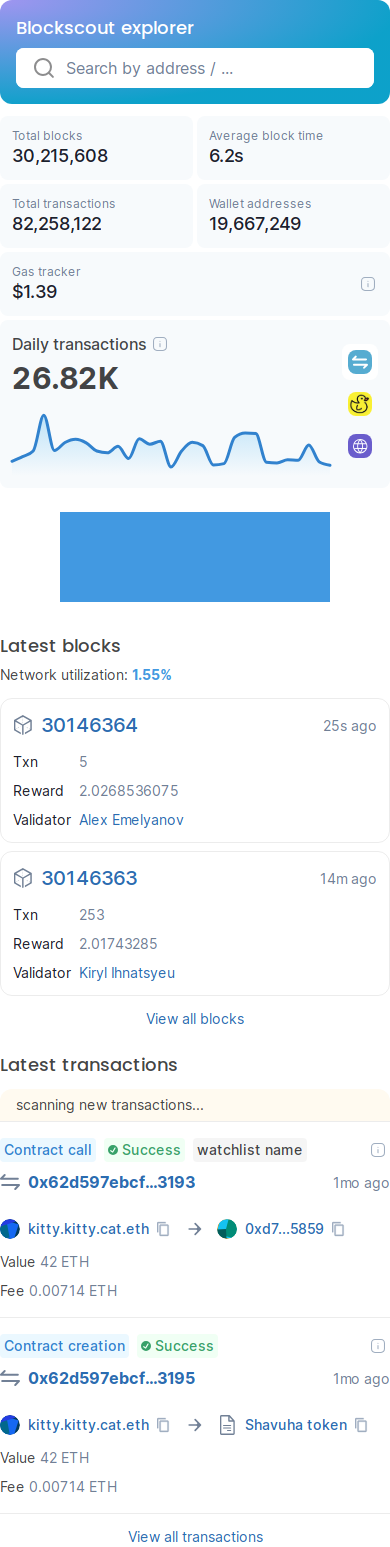 Blockscout explorer
Search by address / ...
Total blocks
30,215,608
Average block time
6.2s
Total transactions
82,258,122
Wallet addresses
19,667,249
Gas tracker
$1.39
Daily transactions
26.82K
Latest blocks
Network utilization: 1.55%
30146364 25s ago
Txn 5
Reward 2.0268536075
Validator Alex Emelyanov
30146363 14m ago
Txn 253
Reward 2.01743285
Validator Kiryl Ihnatsyeu
View all blocks
Latest transactions
scanning new transactions...
Contract call Success watchlist name
0x62d597ebcf...3193 1mo ago
kitty.kitty.cat.eth 0xd7...5859
Value 42 ETH
Fee 0.00714 ETH
Contract creation Success
0x62d597ebcf...3195 1mo ago
kitty.kitty.cat.eth Shavuha token
Value 42 ETH
Fee 0.00714 ETH
View all transactions